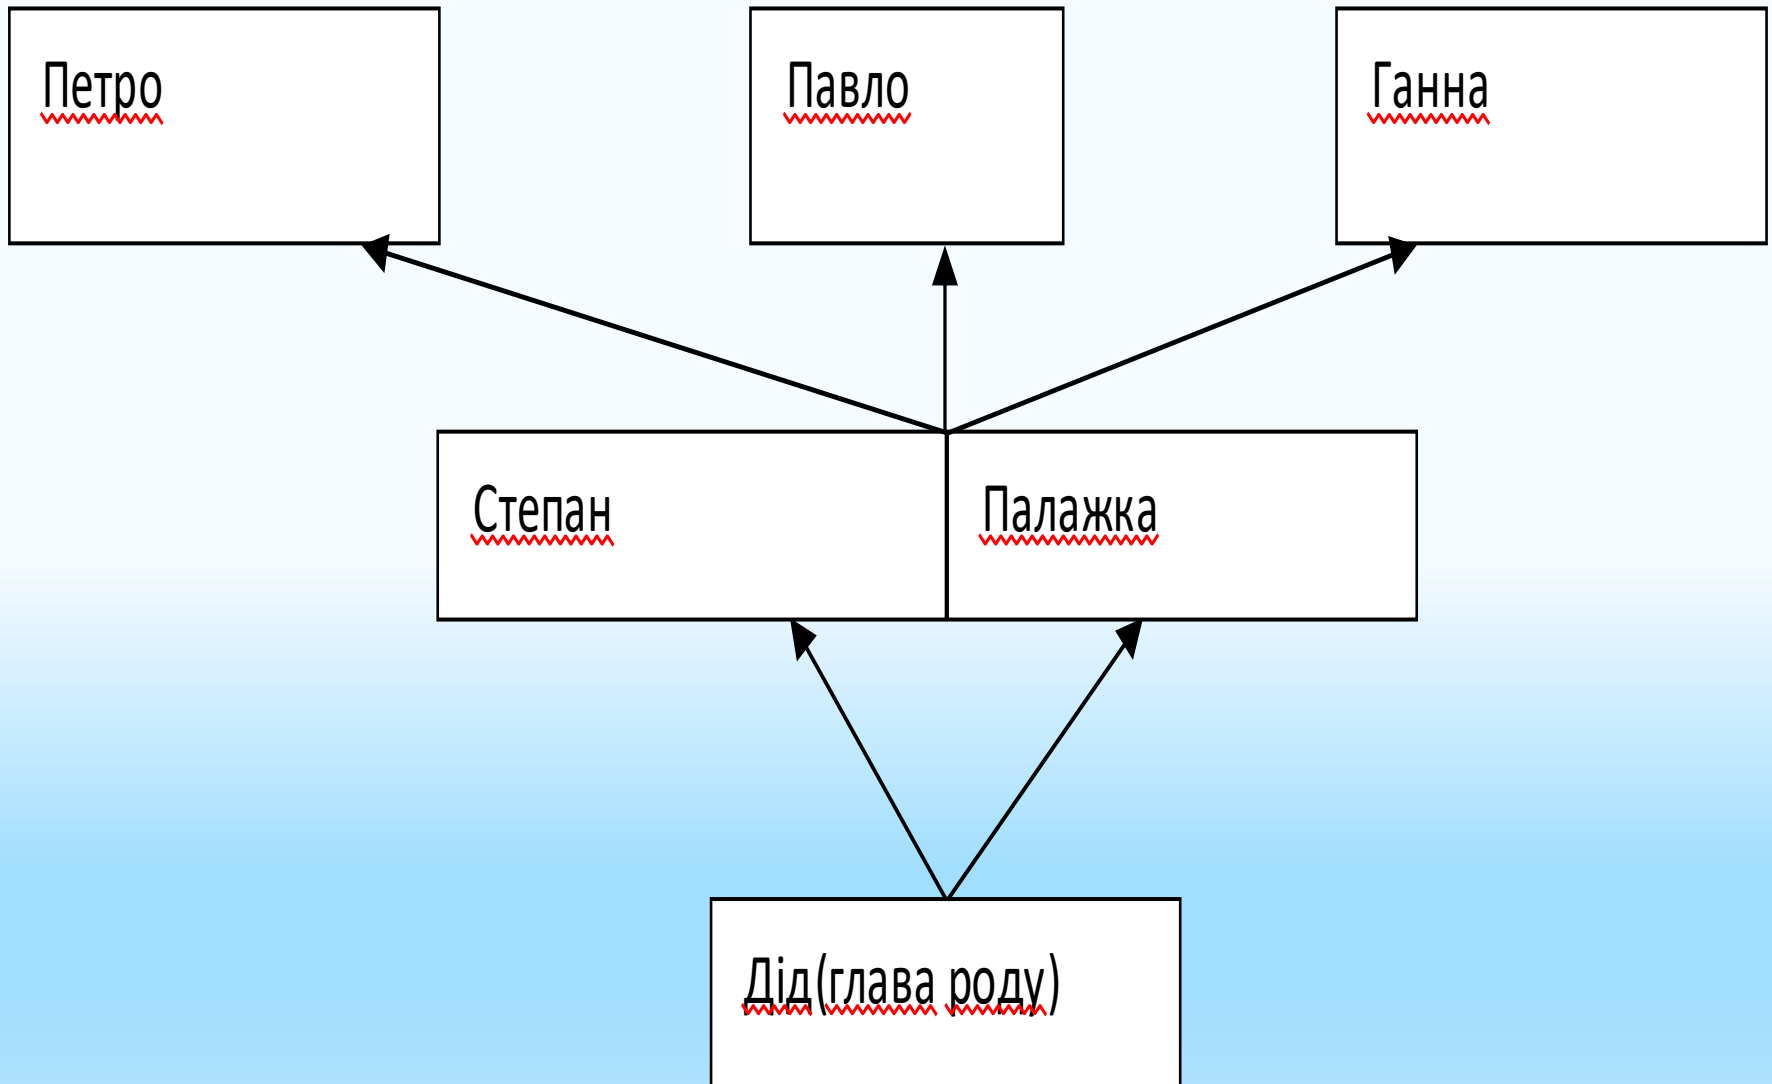 Петро
Павло
Ганна
Степан
Палажка
Дід(глава роду)